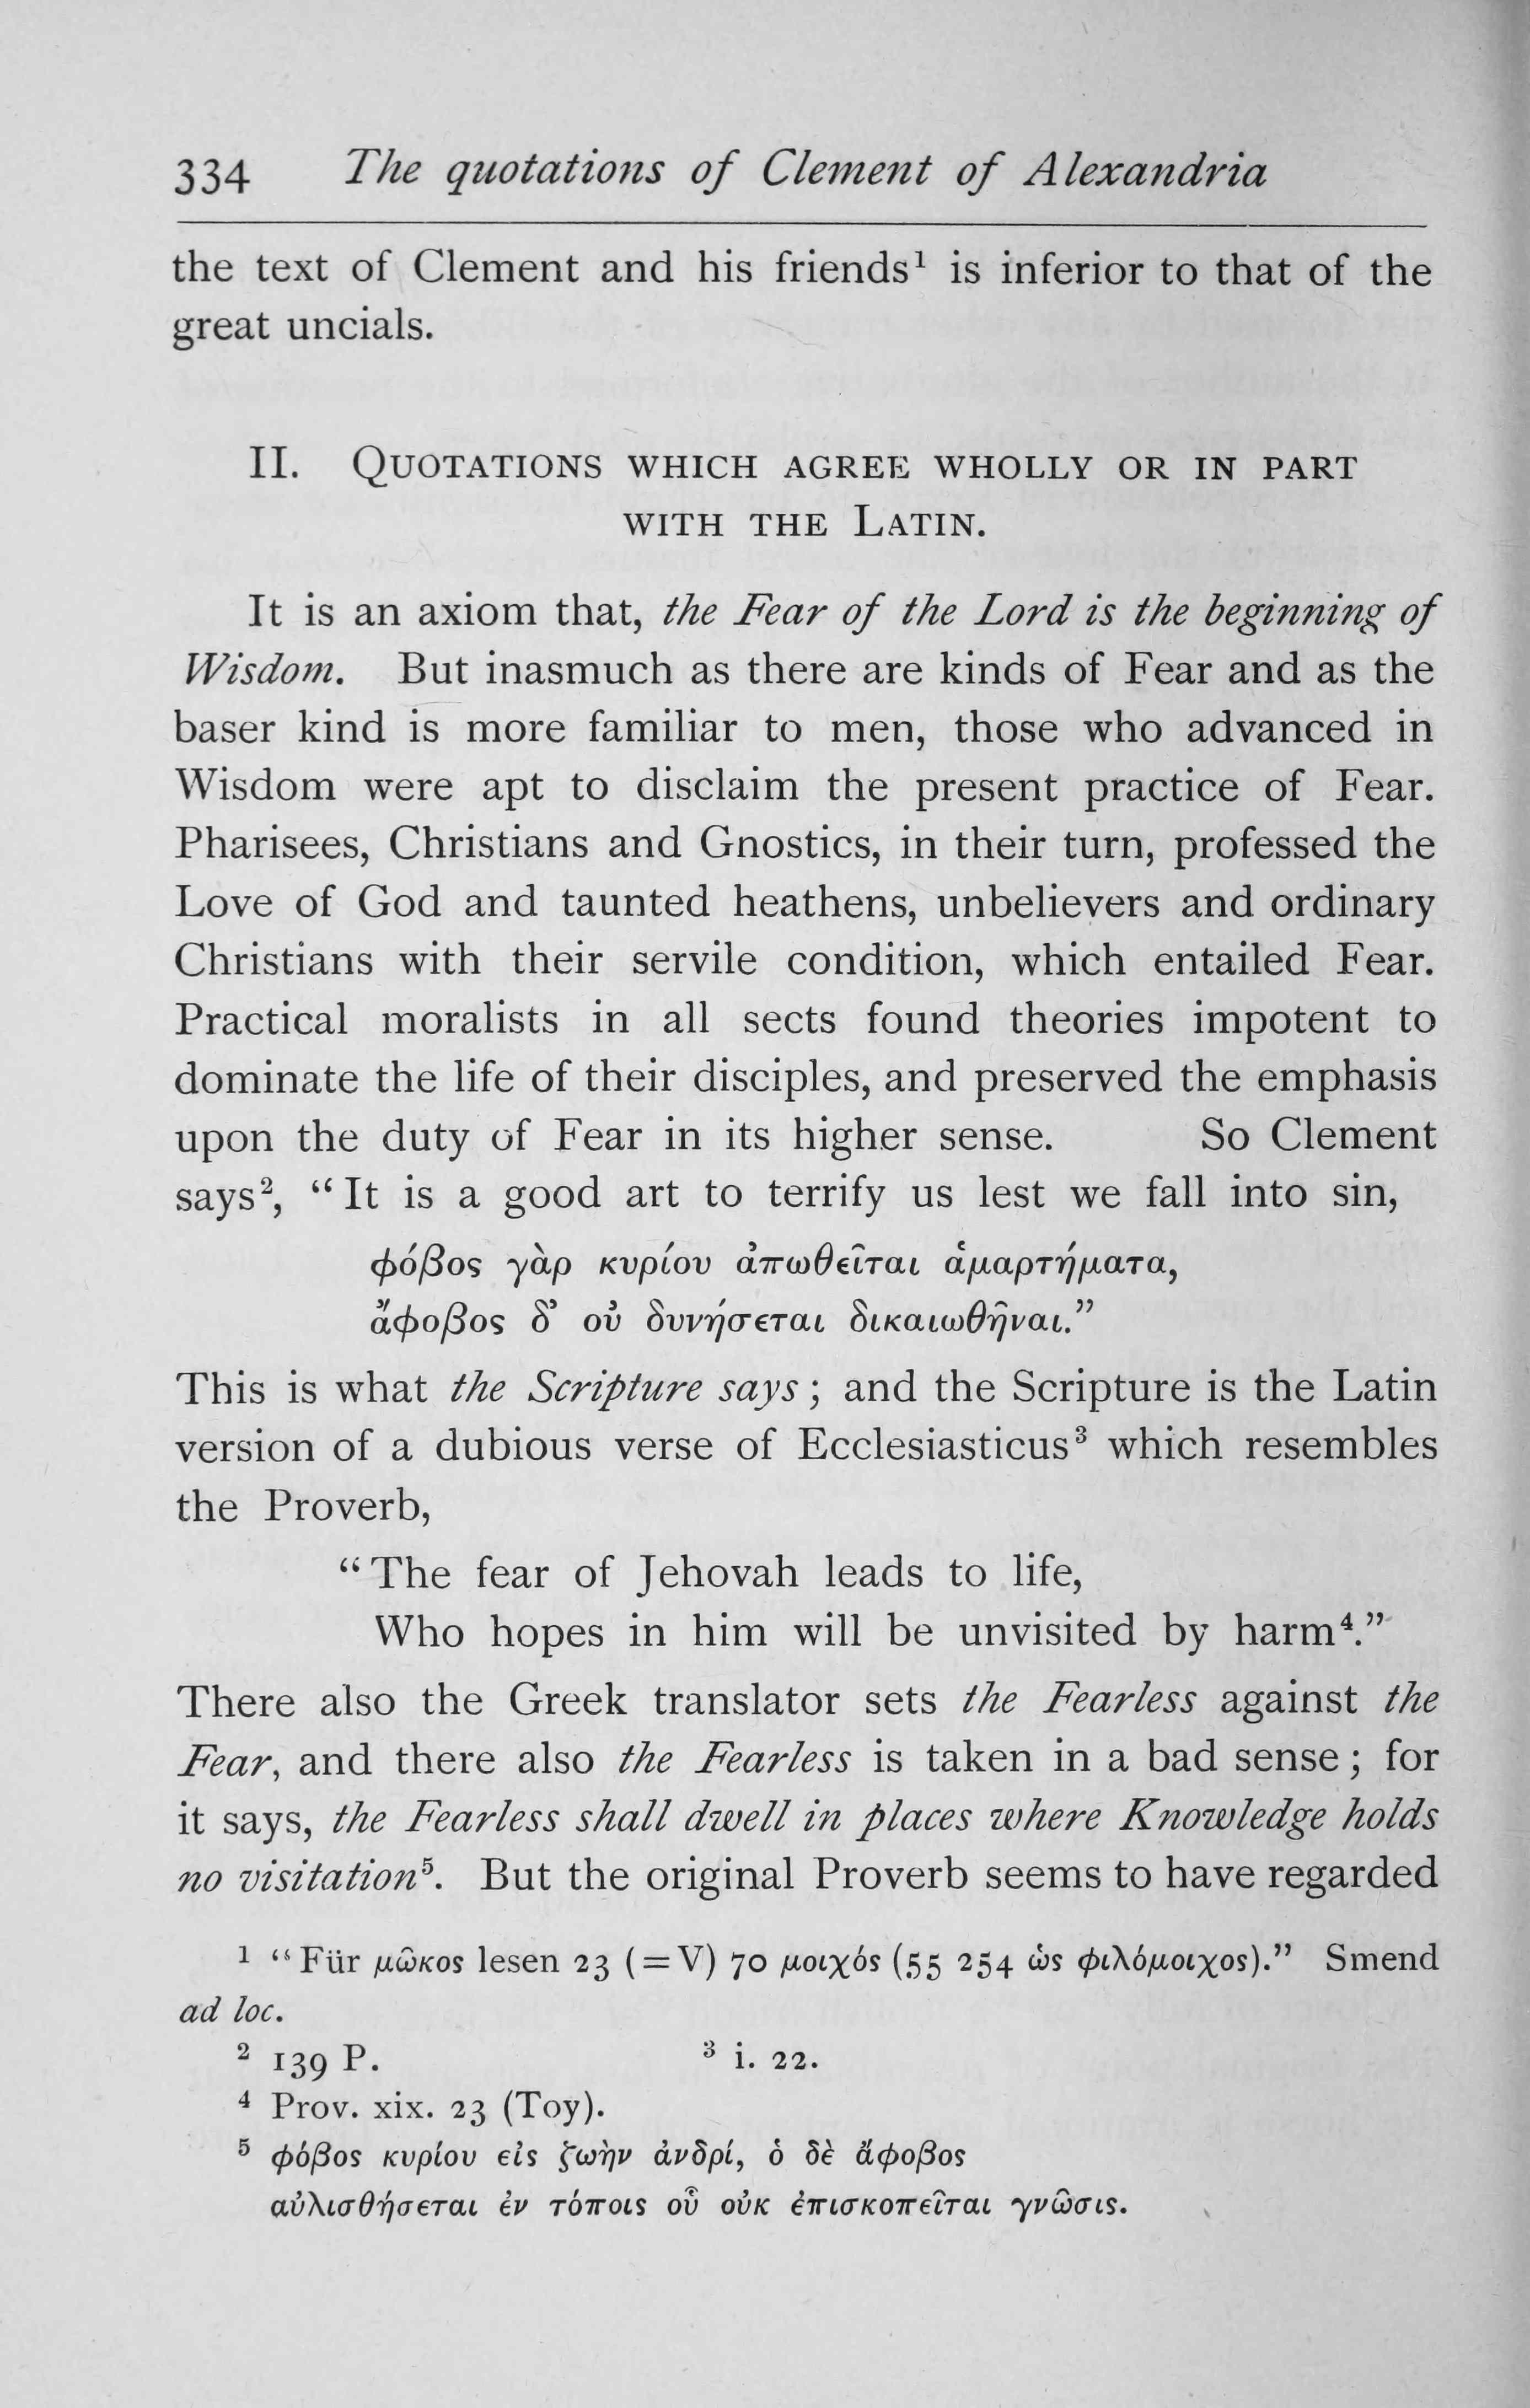 334 The quotations of Clement of Alexandria
the text of Clement and his friends¹ is inferior to that of the
great uncials.
II. QUOTATIONS WHICH AGREE WHOLLY OR IN PART
WITH THE LATIN.
It is an axiom that, the Fear of the Lord is the beginning of
Wisdom. But inasmuch as there are kinds of Fear and as the
baser kind is more familiar to men, those who advanced in
Wisdom were apt to disclaim the present practice of Fear.
Pharisees, Christians and Gnostics, in their turn, professed the
Love of God and taunted heathens, unbelievers and ordinary
Christians with their servile condition, which entailed Fear.
Practical moralists in all sects found theories impotent to
dominate the life of their disciples, and preserved the emphasis
upon the duty of Fear in its higher sense. So Clement
says², “It is a good art to terrify us lest we fall into sin,
φόβος γὰρ κυρίου ἀπωθεῖται ἁμαρτήματα,
ἄφοβος δ’ οὐ δυνήσεται δικαιωθῆναι.”
This is what the Scripture says; and the Scripture is the Latin
version of a dubious verse of Ecclesiasticus³ which resembles
the Proverb,
“The fear of Jehovah leads to life,
Who hopes in him will be unvisited by harm⁴.”
There also the Greek translator sets the Fearless against the
Fear, and there also the Fearless is taken in a bad sense; for
it says, the Fearless shall dwell in places where Knowledge holds
no visitation⁵. But the original Proverb seems to have regarded
¹ “Für μῶκος lesen 23 (=V) 70 μοιχός (55 254 ὡς φιλόμοιχος).” Smend
ad loc.
² 139 P. ³ i. 22.
⁴ Prov. xix. 23 (Toy).
⁵ φόβος κυρίου εἰς ζωὴν ἀνδρί, ὁ δὲ ἄφοβος
αὐλισθήσεται ἐν τόποις οὗ οὐκ ἐπισκοπεῖται γνῶσις.